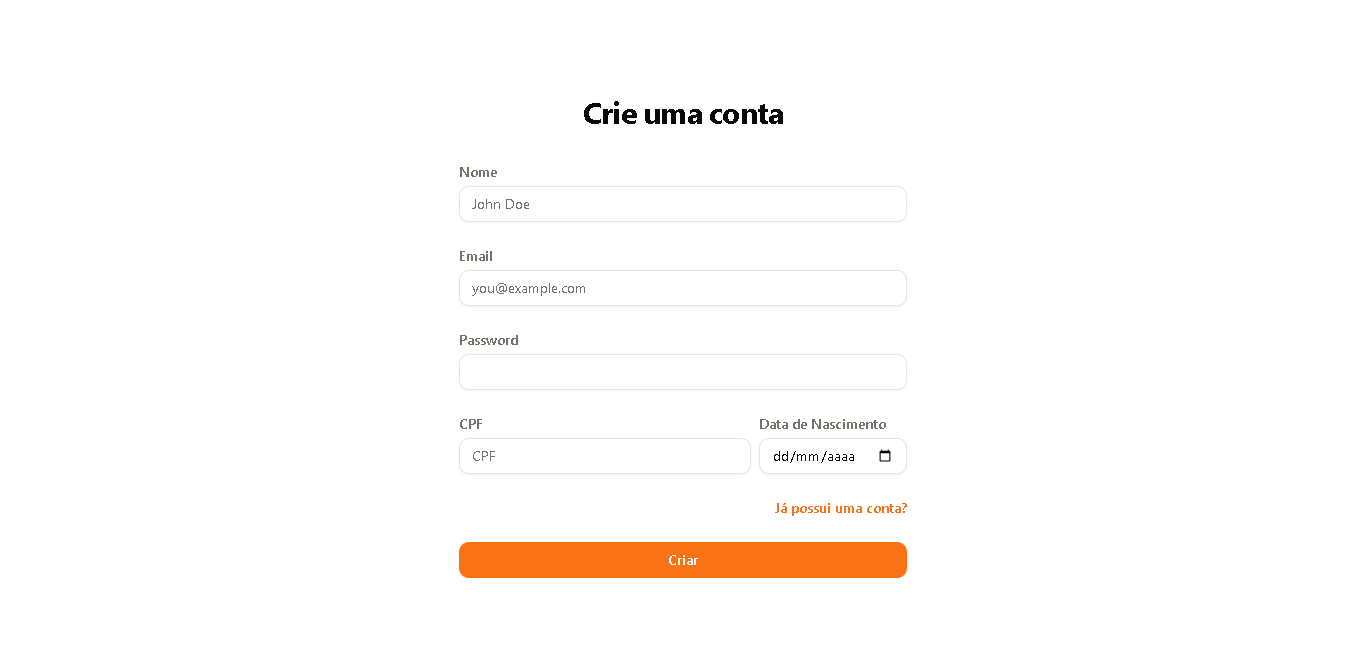 Crie uma conta
Nome
John Doe
Email
you@example.com
Password
CPF
Data de Nascimento
CPF
dd/mm/aaaa
Já possui uma conta?
Criar